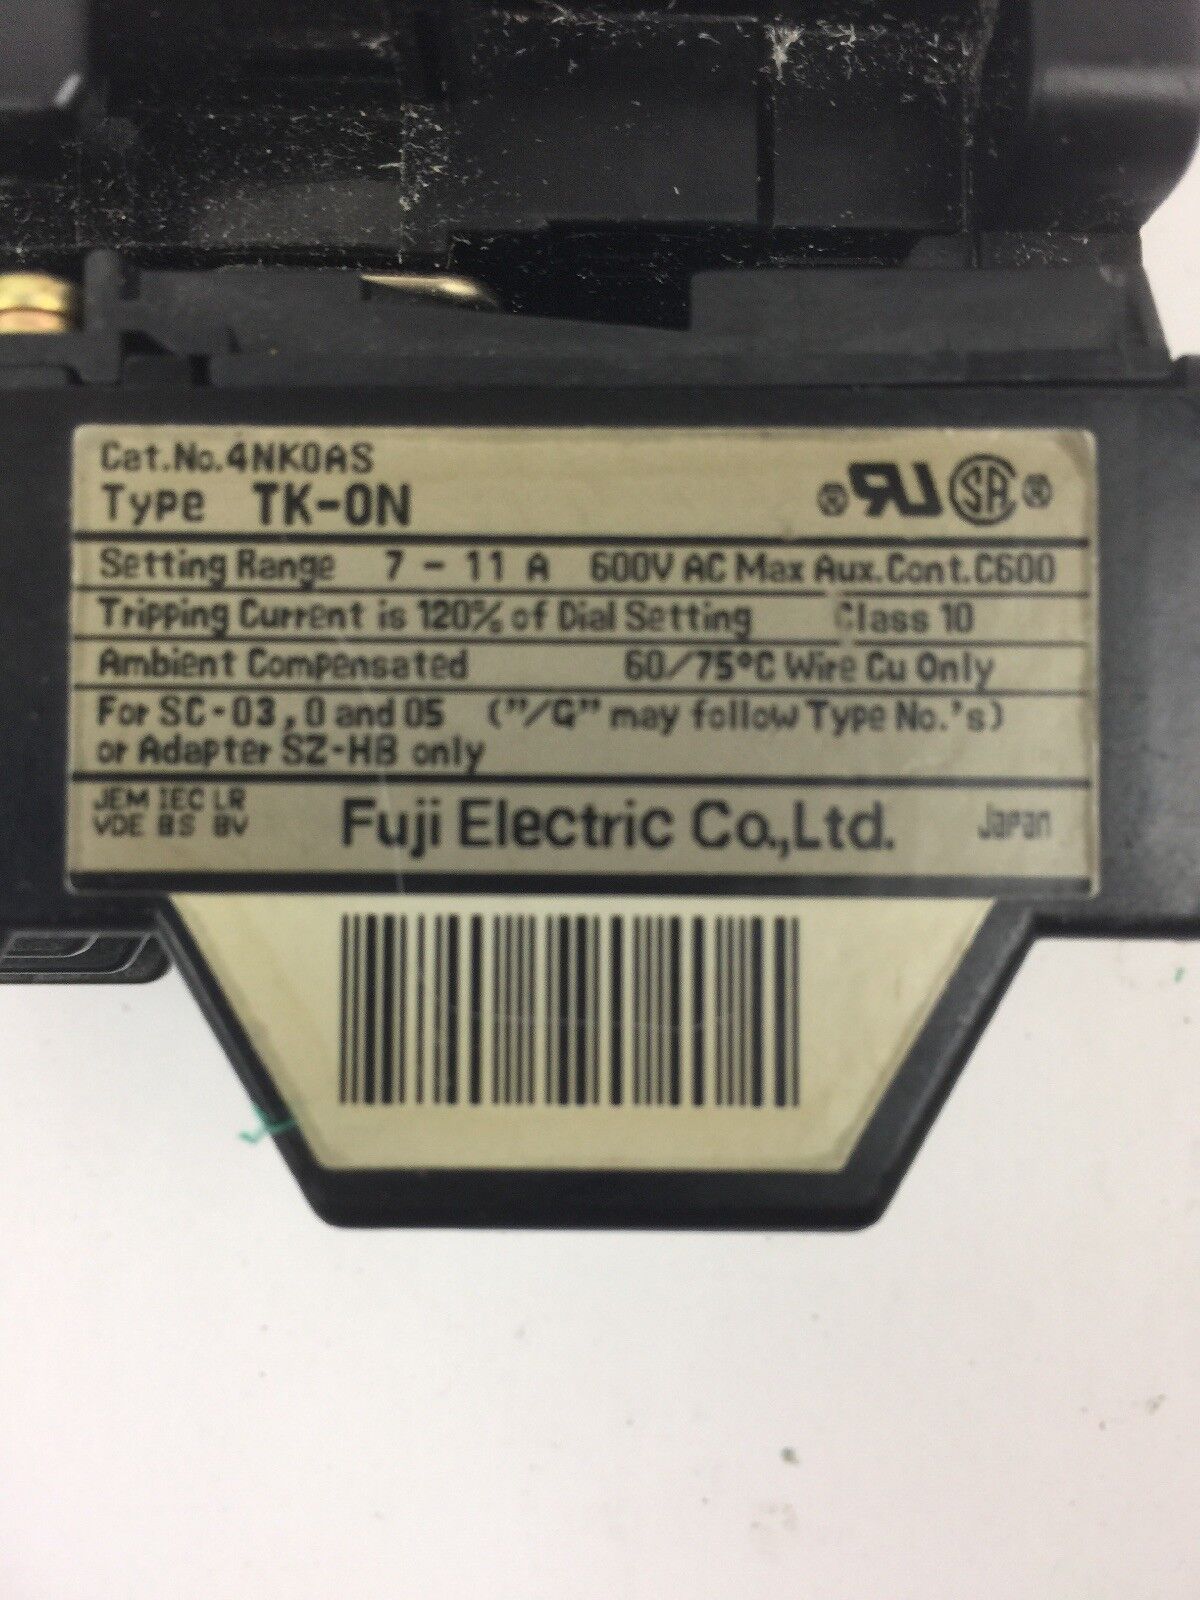 Cat.No.4NK0AS
Type TK-0N
® UR SA ®
Setting Range 7 - 11 A 600V AC Max Aux.Cont.C600
Tripping Current is 120% of Dial Setting Class 10
Ambient Compensated 60/75°C Wire Cu Only
For SC-03,0 and 05 ("/G" may follow Type No.'s)
or Adapter SZ-HB only
JEM IEC LR
VDE BS BV
Fuji Electric Co.,Ltd.
Japan